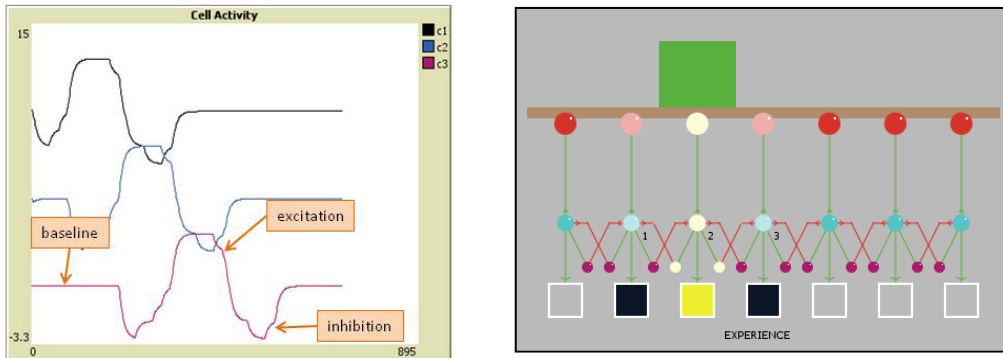 Cell Activity
15
c1
c2
c3
baseline
excitation
inhibition
-3.3
0
895
1
2
3
EXPERIENCE